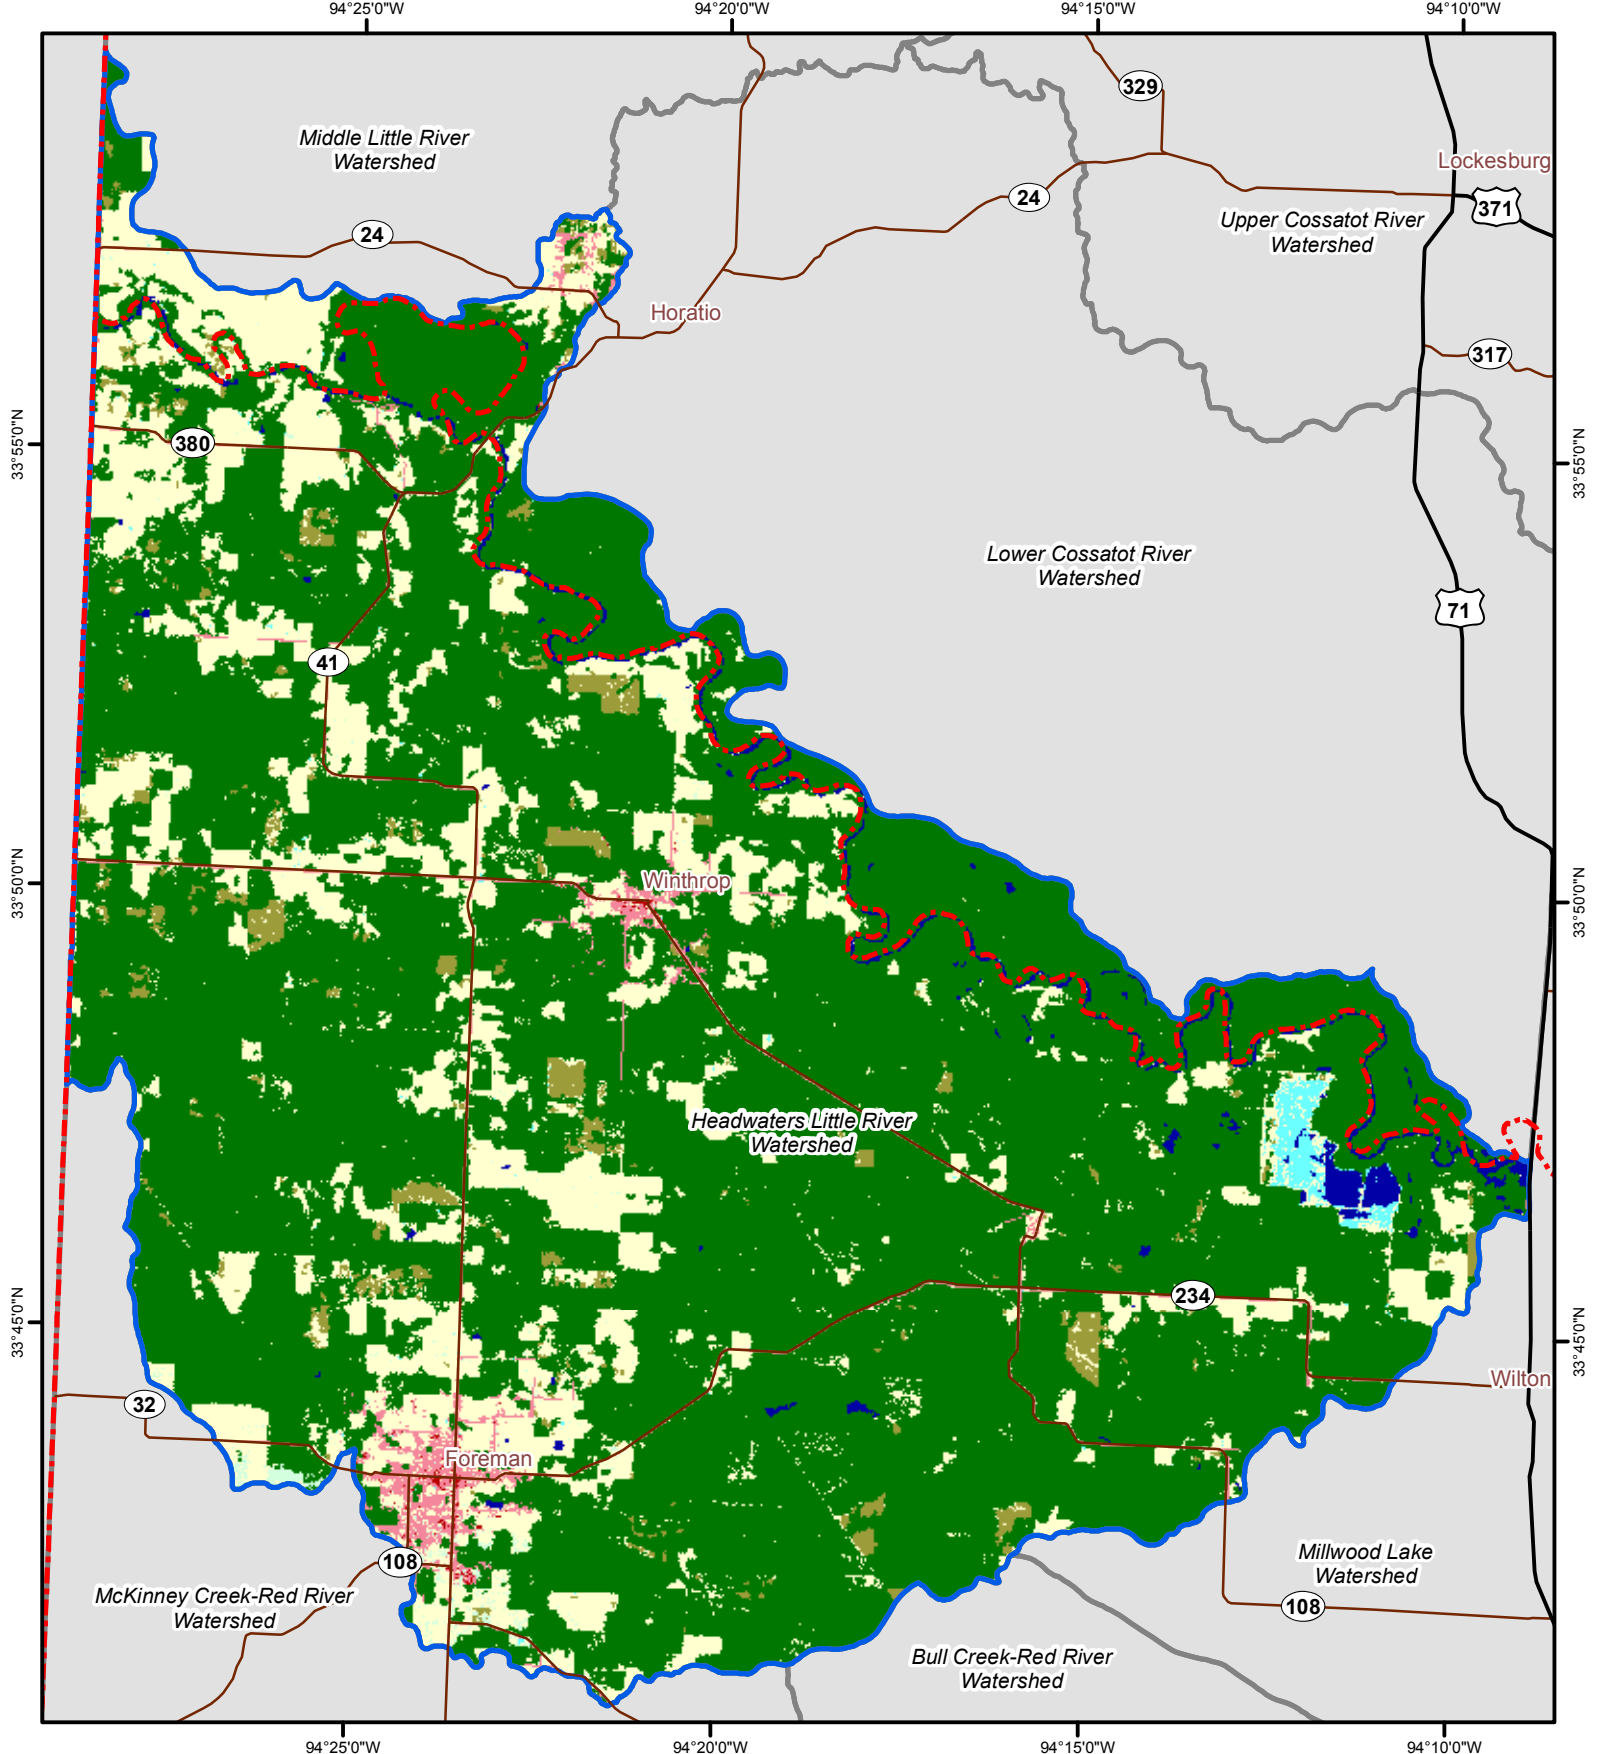 94°25'0"W
94°20'0"W
94°15'0"W
94°10'0"W
329
Middle Little River
Watershed
Lockesburg
24
371
Upper Cossatot River
Watershed
24
Horatio
317
33°55'0"N
380
33°55'0"N
Lower Cossatot River
Watershed
71
41
33°50'0"N
Winthrop
33°50'0"N
Headwaters Little River
Watershed
33°45'0"N
234
33°45'0"N
Wilton
32
Foreman
108
Millwood Lake
Watershed
McKinney Creek-Red River
Watershed
108
Bull Creek-Red River
Watershed
94°25'0"W
94°20'0"W
94°15'0"W
94°10'0"W